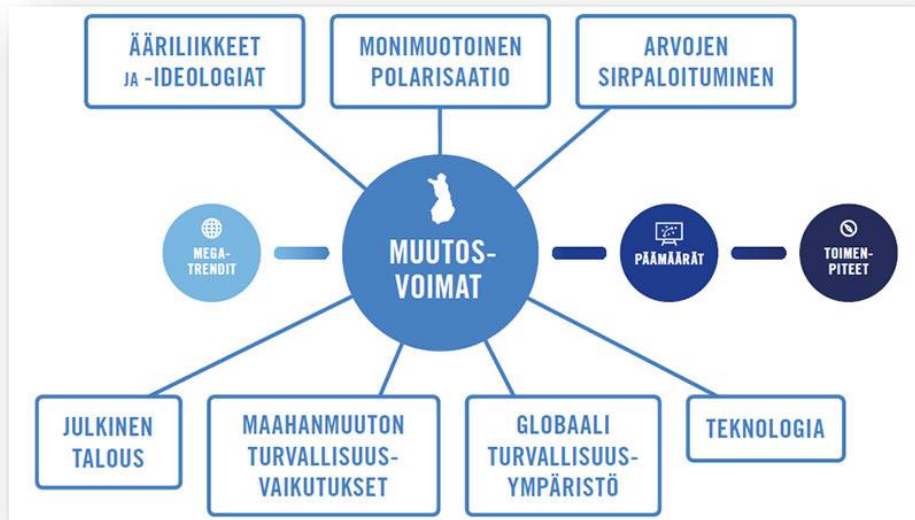 ÄÄRILIIKKEET
JA -IDEOLOGIAT
MONIMUOTOINEN
POLARISAATIO
ARVOJEN
SIRPALOITUMINEN
MEGA-
TRENDIT
MUUTOS-
VOIMAT
PÄÄMÄÄRÄT
TOIMEN-
PITEET
JULKINEN
TALOUS
MAAHANMUUTON
TURVALLISUUS-
VAIKUTUKSET
GLOBAALI
TURVALLISUUS-
YMPÄRISTÖ
TEKNOLOGIA